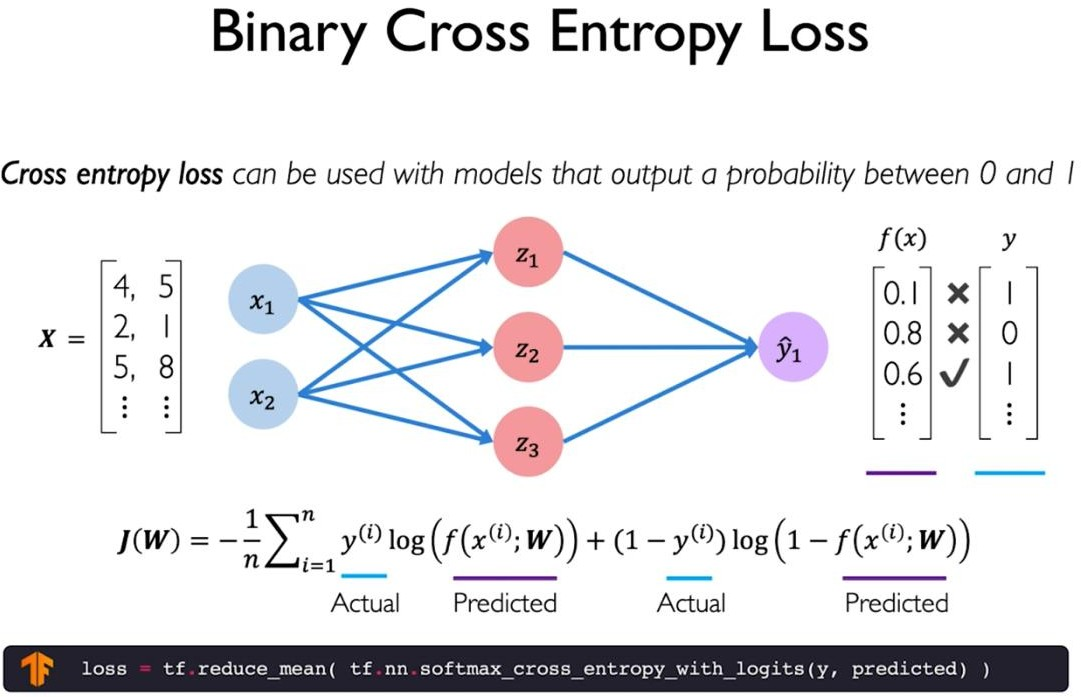 Binary Cross Entropy Loss
Cross entropy loss can be used with models that output a probability between 0 and 1
f(x) y
X = [4, 5
2, 1
5, 8
⋮ ⋮]
x₁
x₂
z₁
z₂
z₃
ŷ₁
0.1 ✖ 1
0.8 ✖ 0
0.6 ✓ 1
⋮ ⋮
J(W) = −1/n ∑ⁿᵢ₌₁ y⁽ⁱ⁾ log(f(x⁽ⁱ⁾; W)) + (1 − y⁽ⁱ⁾) log(1 − f(x⁽ⁱ⁾; W))
Actual Predicted Actual Predicted
loss = tf.reduce_mean( tf.nn.softmax_cross_entropy_with_logits(y, predicted) )